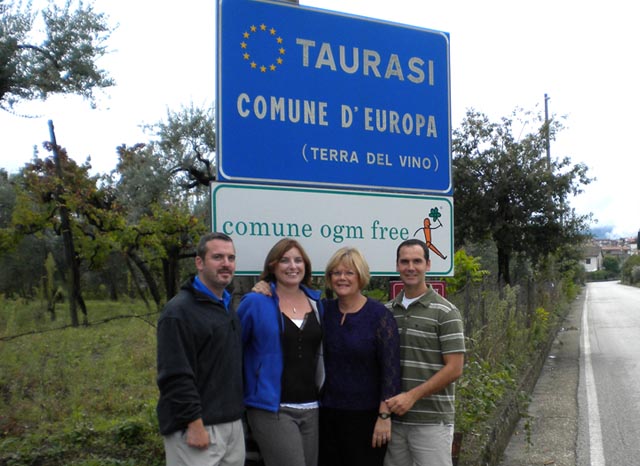 TAURASI
COMUNE D'EUROPA
(TERRA DEL VINO)
comune ogm free